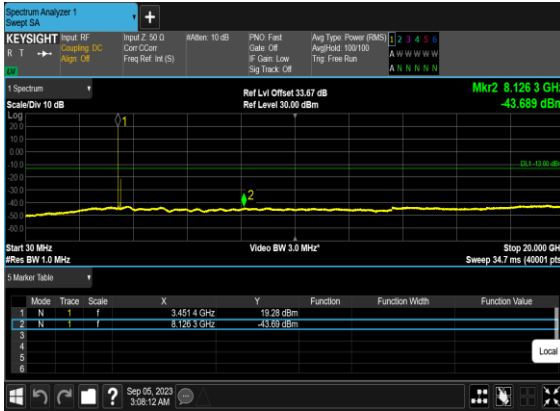 Spectrum Analyzer 1
Swept SA
+
KEYSIGHT Input: RF Input Z: 50 Ω #Atten: 10 dB PNO: Fast Avg Type: Power (RMS) 1 2 3 4 5 6
R T Coupling: DC Corr CCorr Gate: Off Avg|Hold: 100/100 A W W W W W
Align: Off Freq Ref: Int (S) IF Gain: Low Trig: Free Run
LXI Sig Track: Off A N N N N N
1 Spectrum Ref Lvl Offset 33.67 dB Mkr2 8.126 3 GHz
Scale/Div 10 dB Ref Level 30.00 dBm -43.689 dBm
Log
1
20.0
10.0
0.00
-10.0 DL1 -13.00 dBm
-20.0
-30.0
-40.0 2
-50.0
-60.0
Start 30 MHz Video BW 3.0 MHz* Stop 20.000 GH
#Res BW 1.0 MHz Sweep 34.7 ms (40001 pts
5 Marker Table
Mode Trace Scale X Y Function Function Width Function Value
1 N 1 f 3.451 4 GHz 19.28 dBm
2 N 1 f 8.126 3 GHz -43.69 dBm
3
4
5
6
Local
? Sep 05, 2023
3:08:12 AM